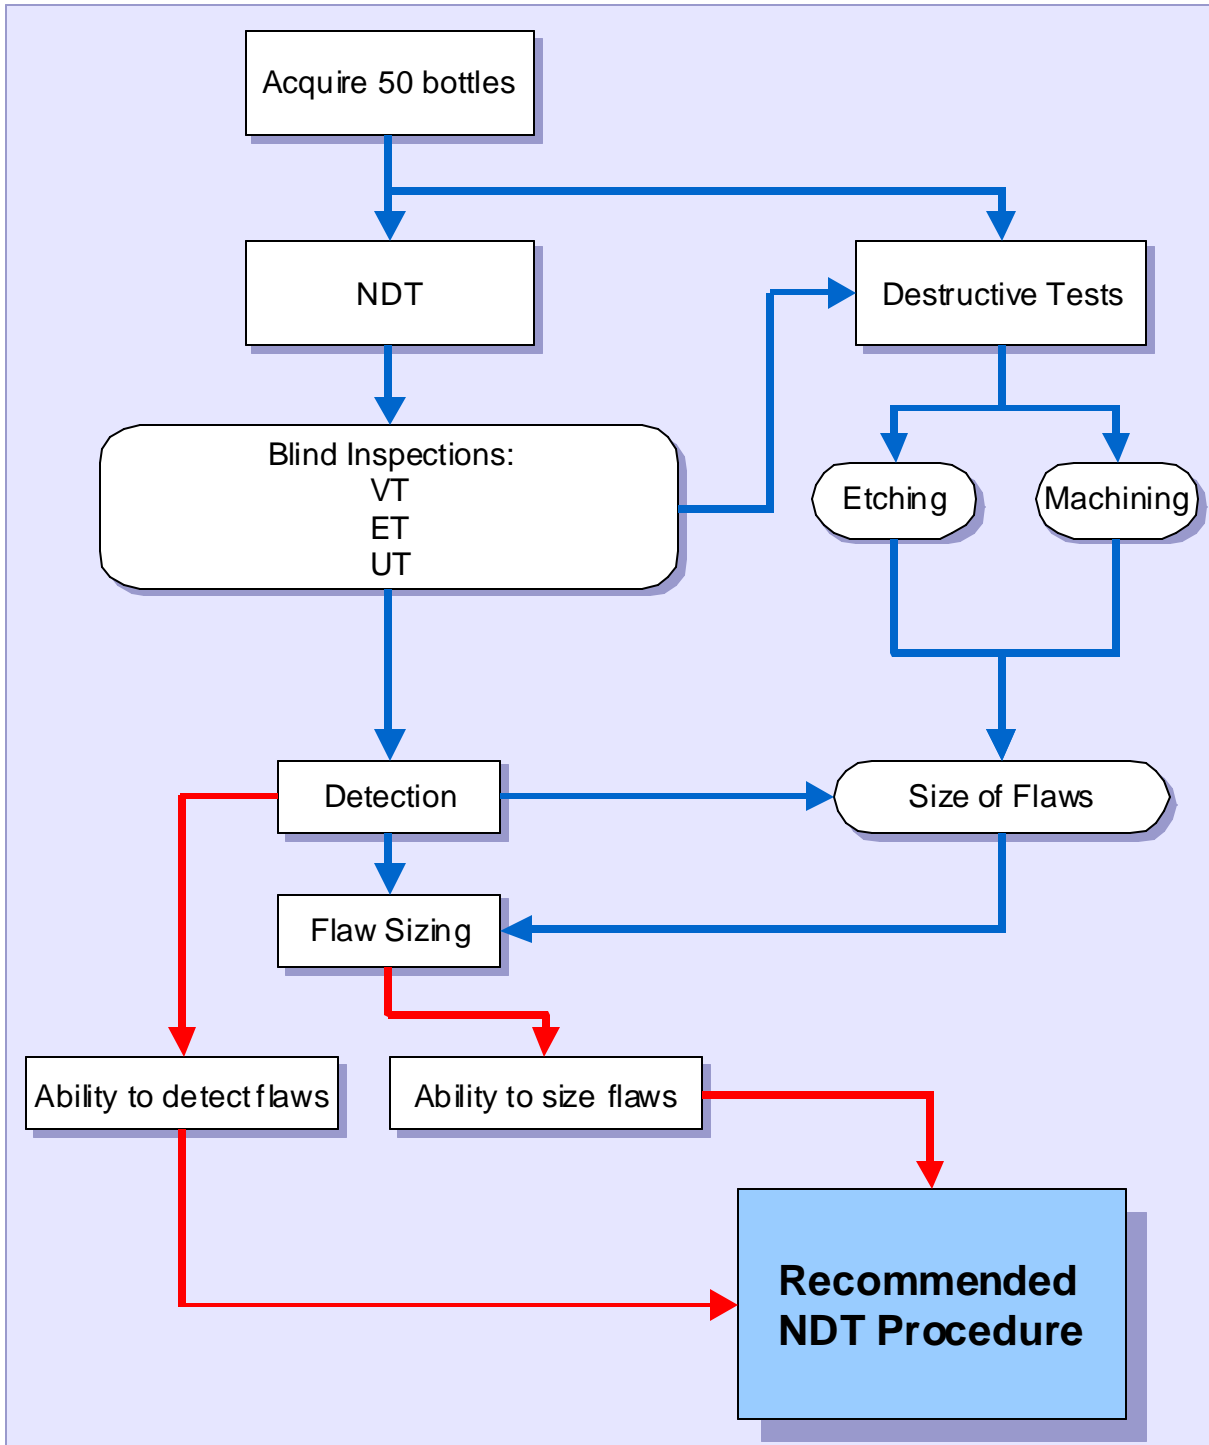 Acquire 50 bottles
NDT
Destructive Tests
Blind Inspections:
VT
ET
UT
Etching
Machining
Detection
Size of Flaws
Flaw Sizing
Ability to detect flaws
Ability to size flaws
Recommended
NDT Procedure